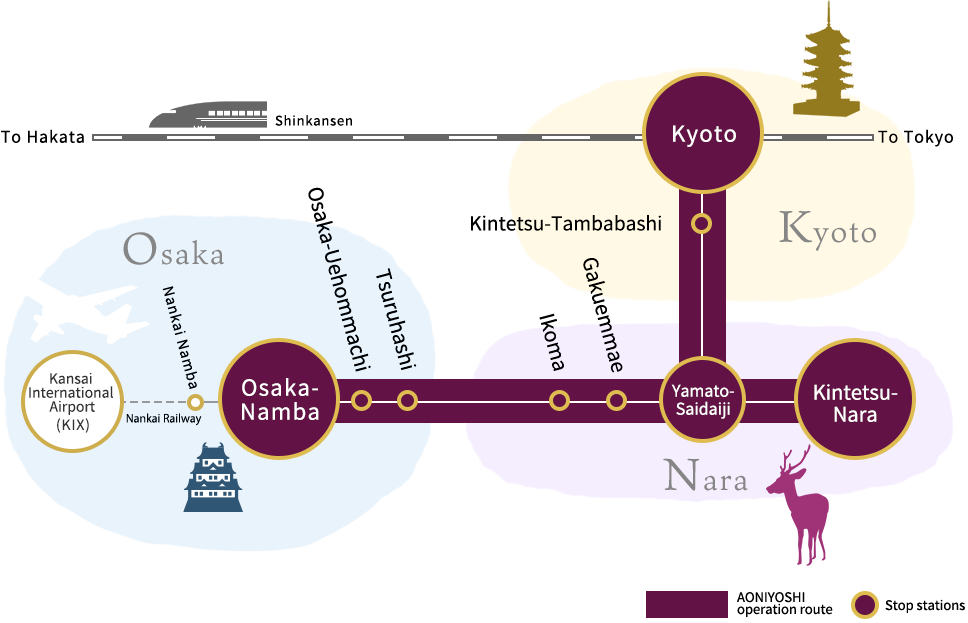 Shinkansen
To Hakata
Kyoto
To Tokyo
Kintetsu-Tambabashi
Kyoto
Osaka
Osaka-Uehommachi
Tsuruhashi
Nankai Namba
Ikoma
Gakuemmae
Kansai
International
Airport
(KIX)
Nankai Railway
Osaka-
Namba
Yamato-
Saidaiji
Kintetsu-
Nara
Nara
AONIYOSHI
operation route
Stop stations